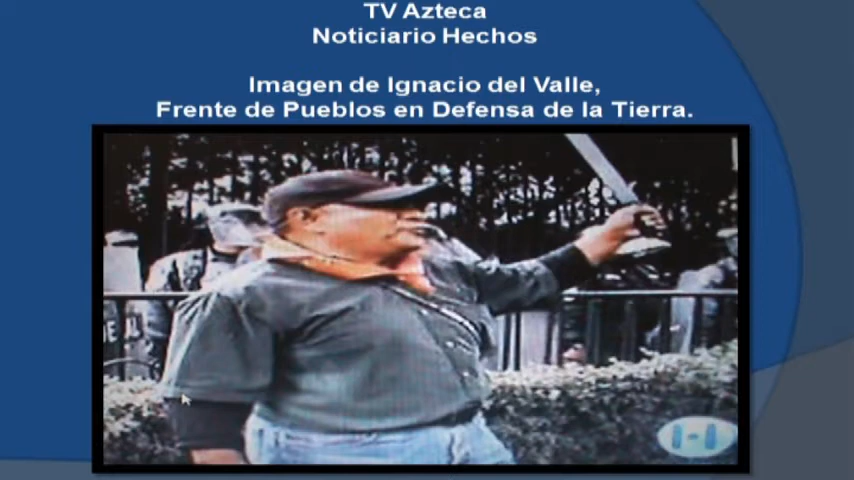 TV Azteca
Noticiario Hechos
Imagen de Ignacio del Valle,
Frente de Pueblos en Defensa de la Tierra.